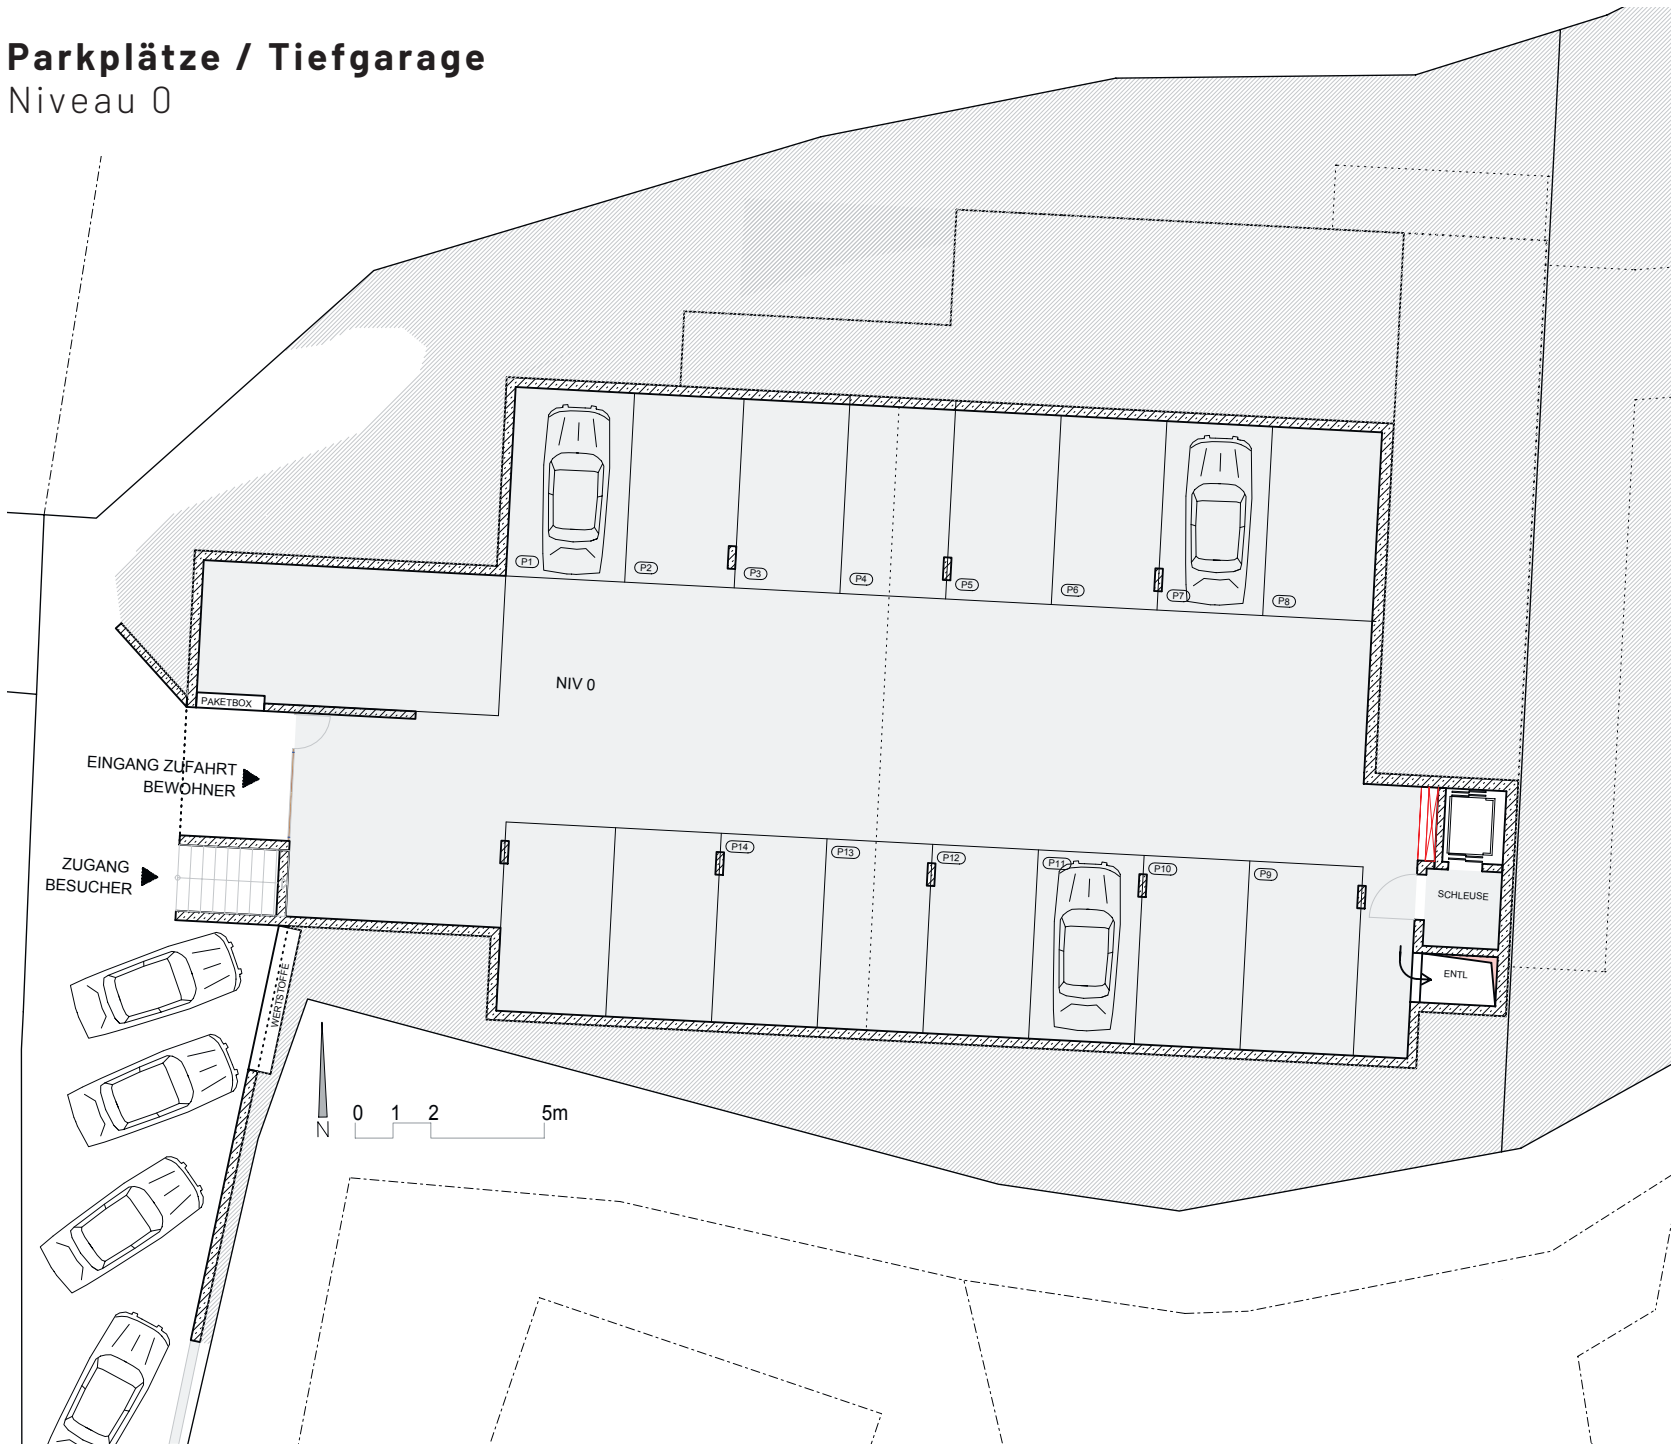 Parkplätze / Tiefgarage
Niveau 0
P1
P2
P3
P4
P5
P6
P7
P8
NIV 0
PAKETBOX
EINGANG ZUFAHRT
BEWOHNER
ZUGANG
BESUCHER
P14
P13
P12
P11
P10
P9
SCHLEUSE
ENTL
WERTSTOFFE
N
0 1 2 5m